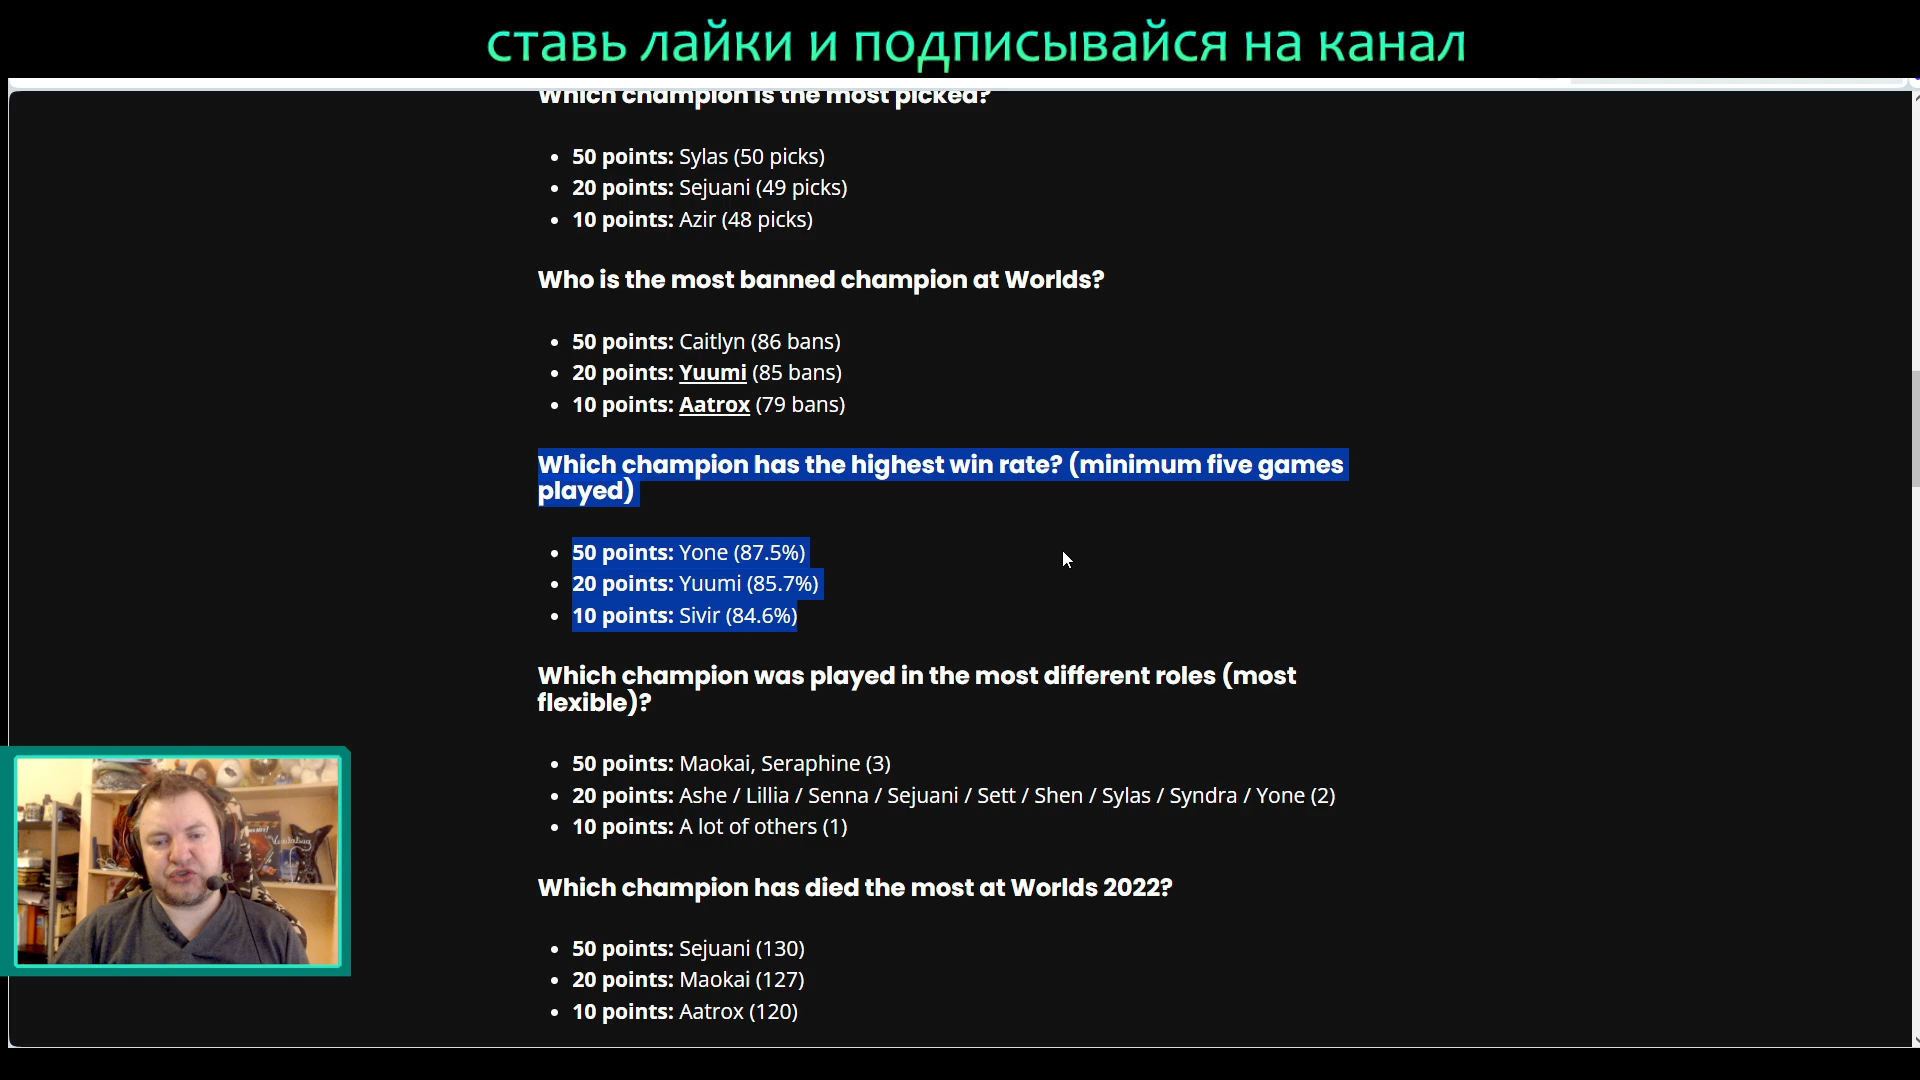 ставь лайки и подписывайся на канал
Which champion is the most picked?
50 points: Sylas (50 picks)
20 points: Sejuani (49 picks)
10 points: Azir (48 picks)
Who is the most banned champion at Worlds?
50 points: Caitlyn (86 bans)
20 points: Yuumi (85 bans)
10 points: Aatrox (79 bans)
Which champion has the highest win rate? (minimum five games
played)
50 points: Yone (87.5%)
20 points: Yuumi (85.7%)
10 points: Sivir (84.6%)
Which champion was played in the most different roles (most
flexible)?
50 points: Maokai, Seraphine (3)
20 points: Ashe / Lillia / Senna / Sejuani / Sett / Shen / Sylas / Syndra / Yone (2)
10 points: A lot of others (1)
Which champion has died the most at Worlds 2022?
50 points: Sejuani (130)
20 points: Maokai (127)
10 points: Aatrox (120)